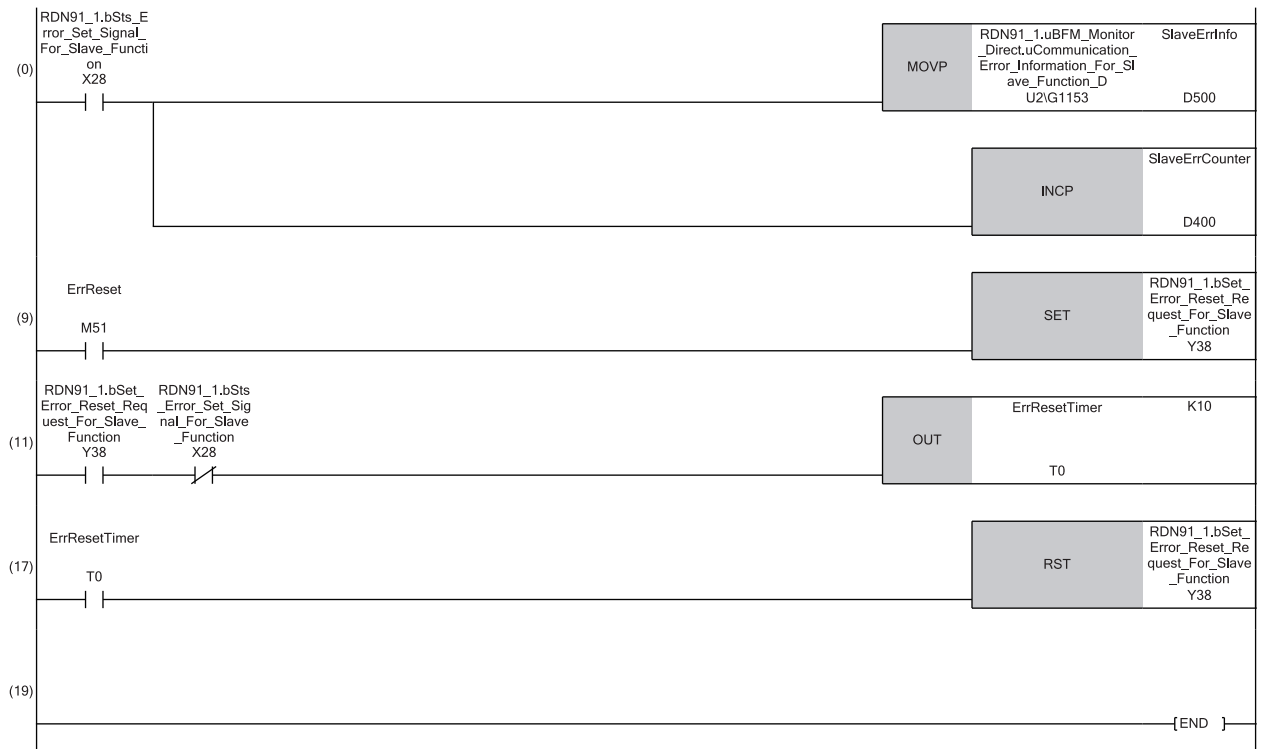 RDN91_1.bSts_E
rror_Set_Signal_
For_Slave_Functi
on
X28
(0)
MOVP
RDN91_1.uBFM_Monitor
_Direct.uCommunication_
Error_Information_For_Sl
ave_Function_D
U2\G1153
SlaveErrInfo
D500
INCP
SlaveErrCounter
D400
(9)
ErrReset
M51
SET
RDN91_1.bSet_
Error_Reset_Re
quest_For_Slave
_Function
Y38
(11)
RDN91_1.bSet_
Error_Reset_Req
uest_For_Slave_
Function
Y38
RDN91_1.bSts
_Error_Set_Sig
nal_For_Slave
_Function
X28
OUT
ErrResetTimer
T0
K10
(17)
ErrResetTimer
T0
RST
RDN91_1.bSet_
Error_Reset_Re
quest_For_Slave
_Function
Y38
(19)
[END ]